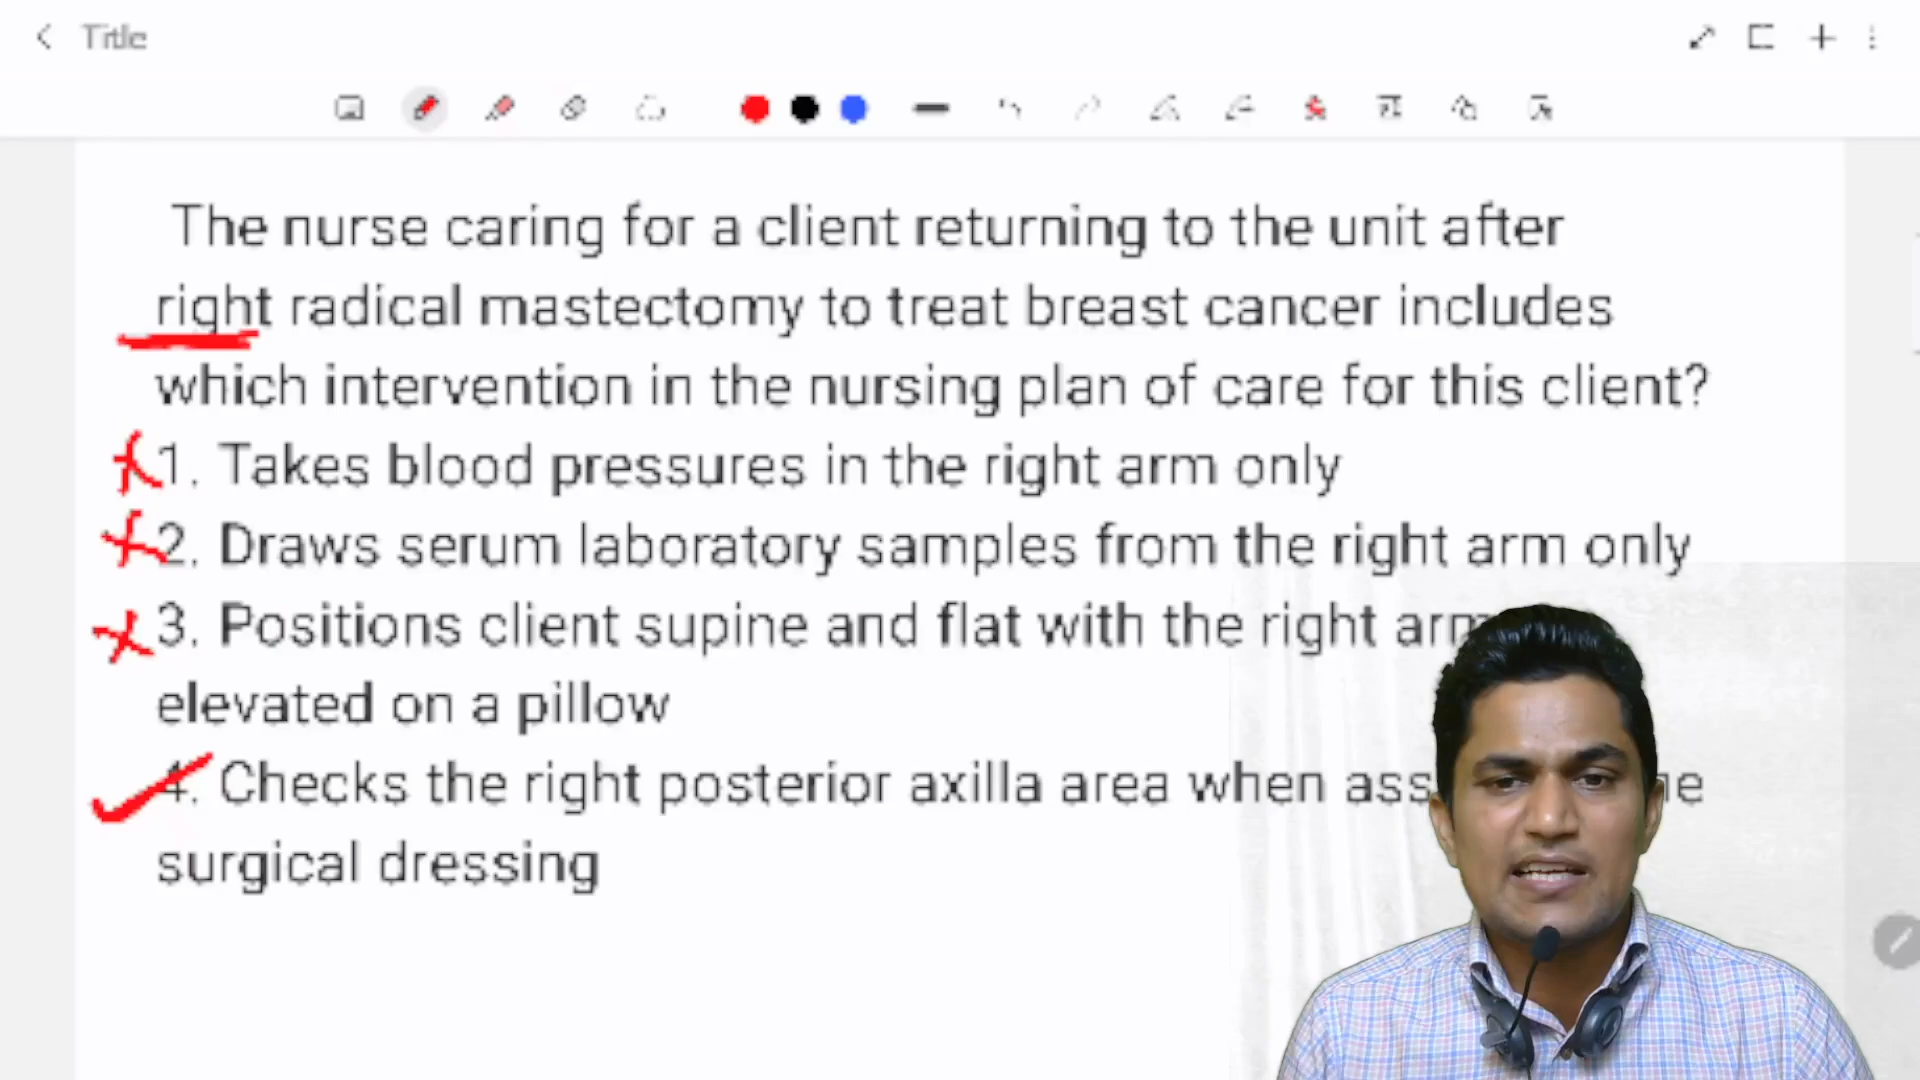 Title
The nurse caring for a client returning to the unit after
right radical mastectomy to treat breast cancer includes
which intervention in the nursing plan of care for this client?
1. Takes blood pressures in the right arm only
2. Draws serum laboratory samples from the right arm only
3. Positions client supine and flat with the right arm
elevated on a pillow
4. Checks the right posterior axilla area when
surgical dressing